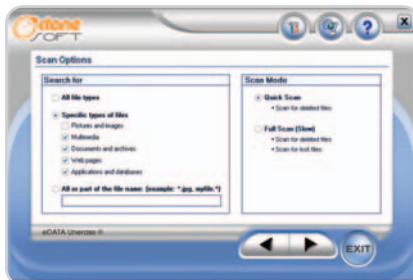 Octane
SOFT
Scan Options
Search for
All file types
Specific types of files
Pictures and images
Multimedia
Documents and archives
Web pages
Applications and databases
All or part of the file name: (example: *.jpg, myfile.*)
Scan Mode
Quick Scan
• Scan for deleted files
Full Scan (Slow)
• Scan for deleted files
• Scan for lost files
eDATA Unerase ®
EXIT